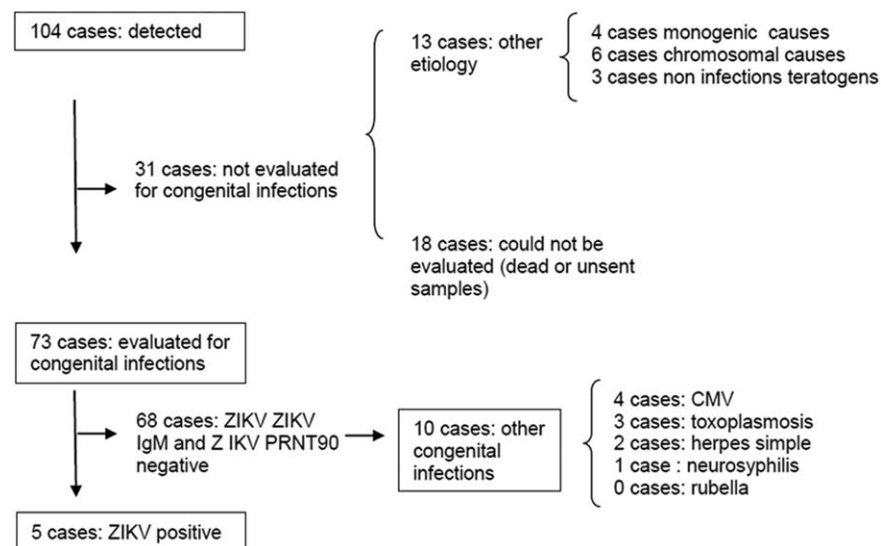 104 cases: detected
13 cases: other
etiology
4 cases monogenic causes
6 cases chromosomal causes
3 cases non infections teratogens
31 cases: not evaluated
for congenital infections
18 cases: could not be
evaluated (dead or unsent
samples)
73 cases: evaluated for
congenital infections
68 cases: ZIKV ZIKV
IgM and Z IKV PRNT90
negative
10 cases: other
congenital
infections
4 cases: CMV
3 cases: toxoplasmosis
2 cases: herpes simple
1 case : neurosyphilis
0 cases: rubella
5 cases: ZIKV positive